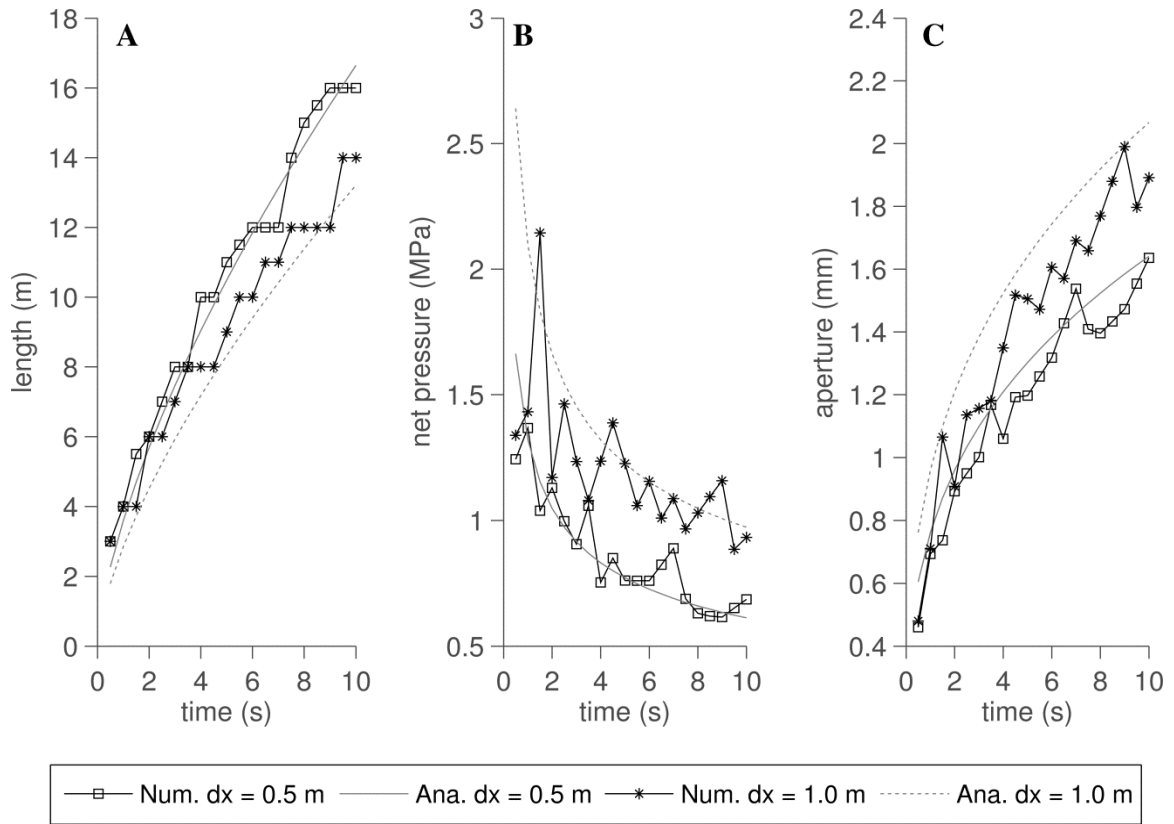 A
length (m)
18
16
14
12
10
8
6
4
2
0
0 2 4 6 8 10
time (s)
B
net pressure (MPa)
3
2.5
2
1.5
1
0.5
0 2 4 6 8 10
time (s)
C
aperture (mm)
2.4
2.2
2
1.8
1.6
1.4
1.2
1
0.8
0.6
0.4
0 2 4 6 8 10
time (s)
Num. dx = 0.5 m Ana. dx = 0.5 m Num. dx = 1.0 m Ana. dx = 1.0 m